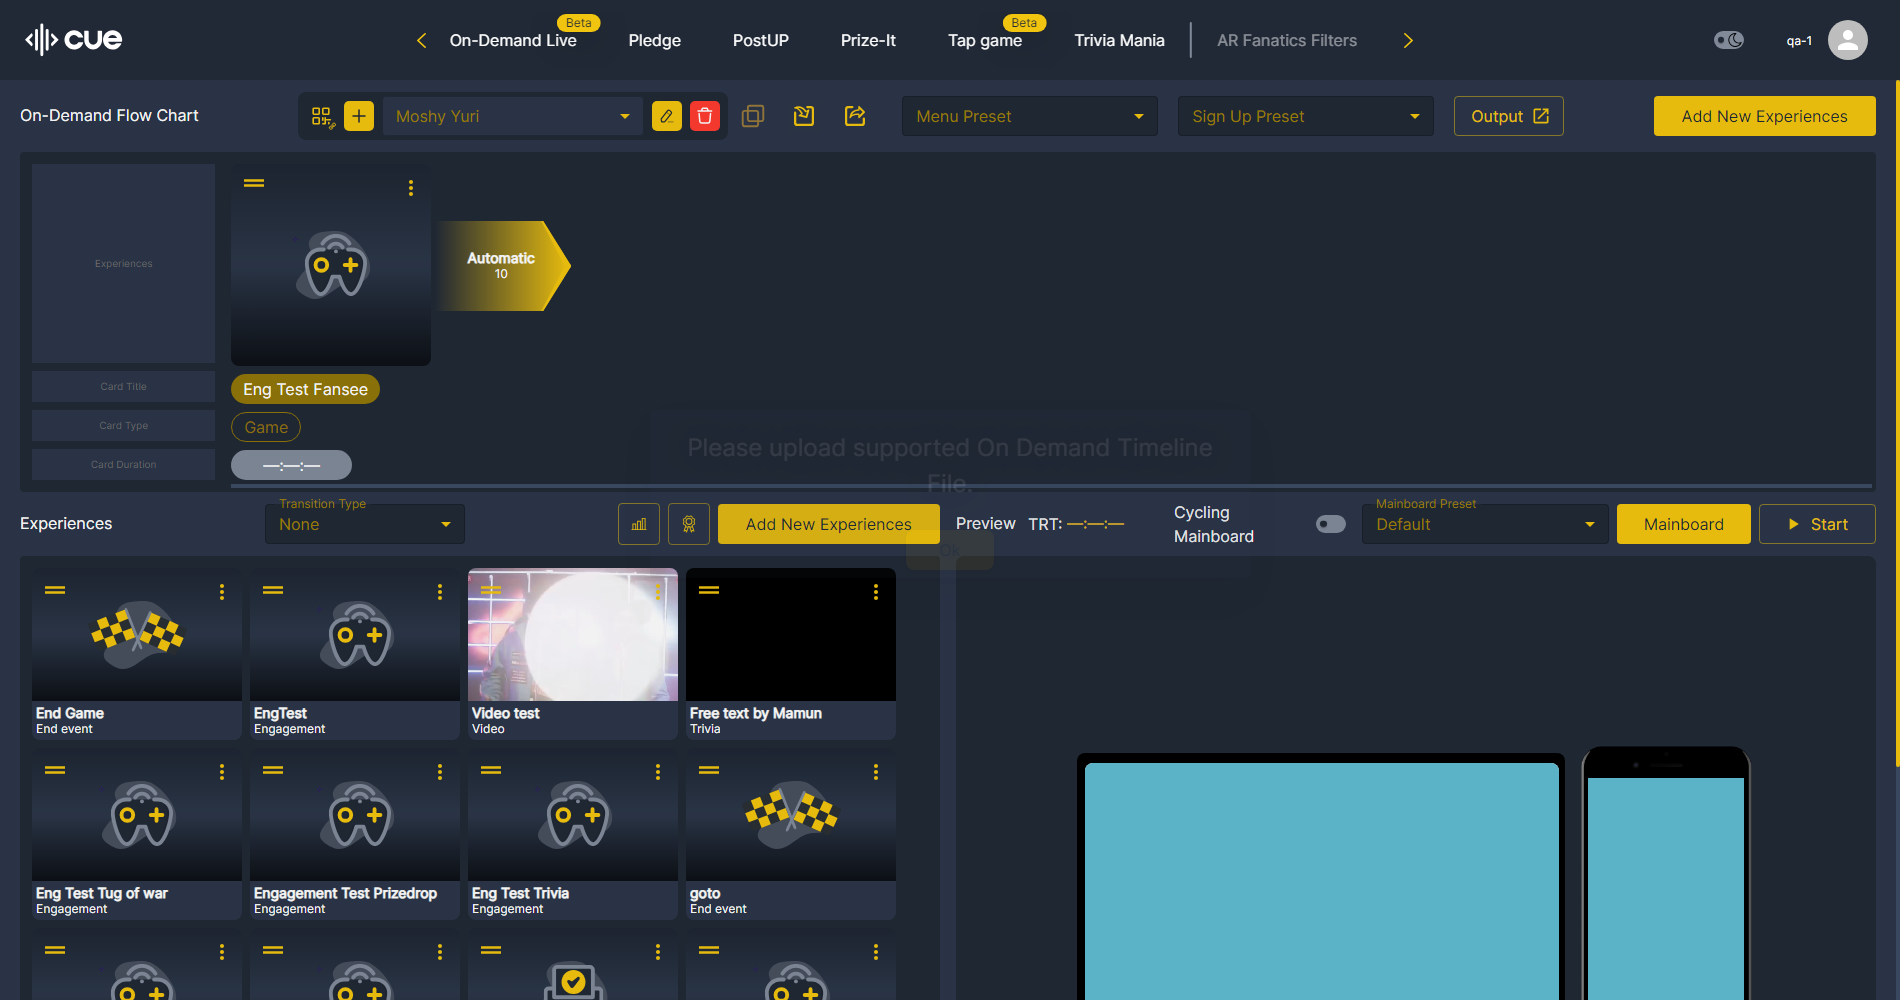 cue
On-Demand Live
Beta
Pledge
PostUP
Prize-It
Tap game
Beta
Trivia Mania
AR Fanatics Filters
qa-1
On-Demand Flow Chart
Moshy Yuri
Menu Preset
Sign Up Preset
Output
Add New Experiences
Experiences
Automatic
10
Card Title
Eng Test Fansee
Card Type
Game
Card Duration
—:—:—
Please upload supported On Demand Timeline
File.
Ok
Experiences
Transition Type
None
Add New Experiences
Preview
TRT: —:—:—
Cycling
Mainboard
Mainboard Preset
Default
Mainboard
Start
End Game
End event
EngTest
Engagement
Video test
Video
Free text by Mamun
Trivia
Eng Test Tug of war
Engagement
Engagement Test Prizedrop
Engagement
Eng Test Trivia
Engagement
goto
End event